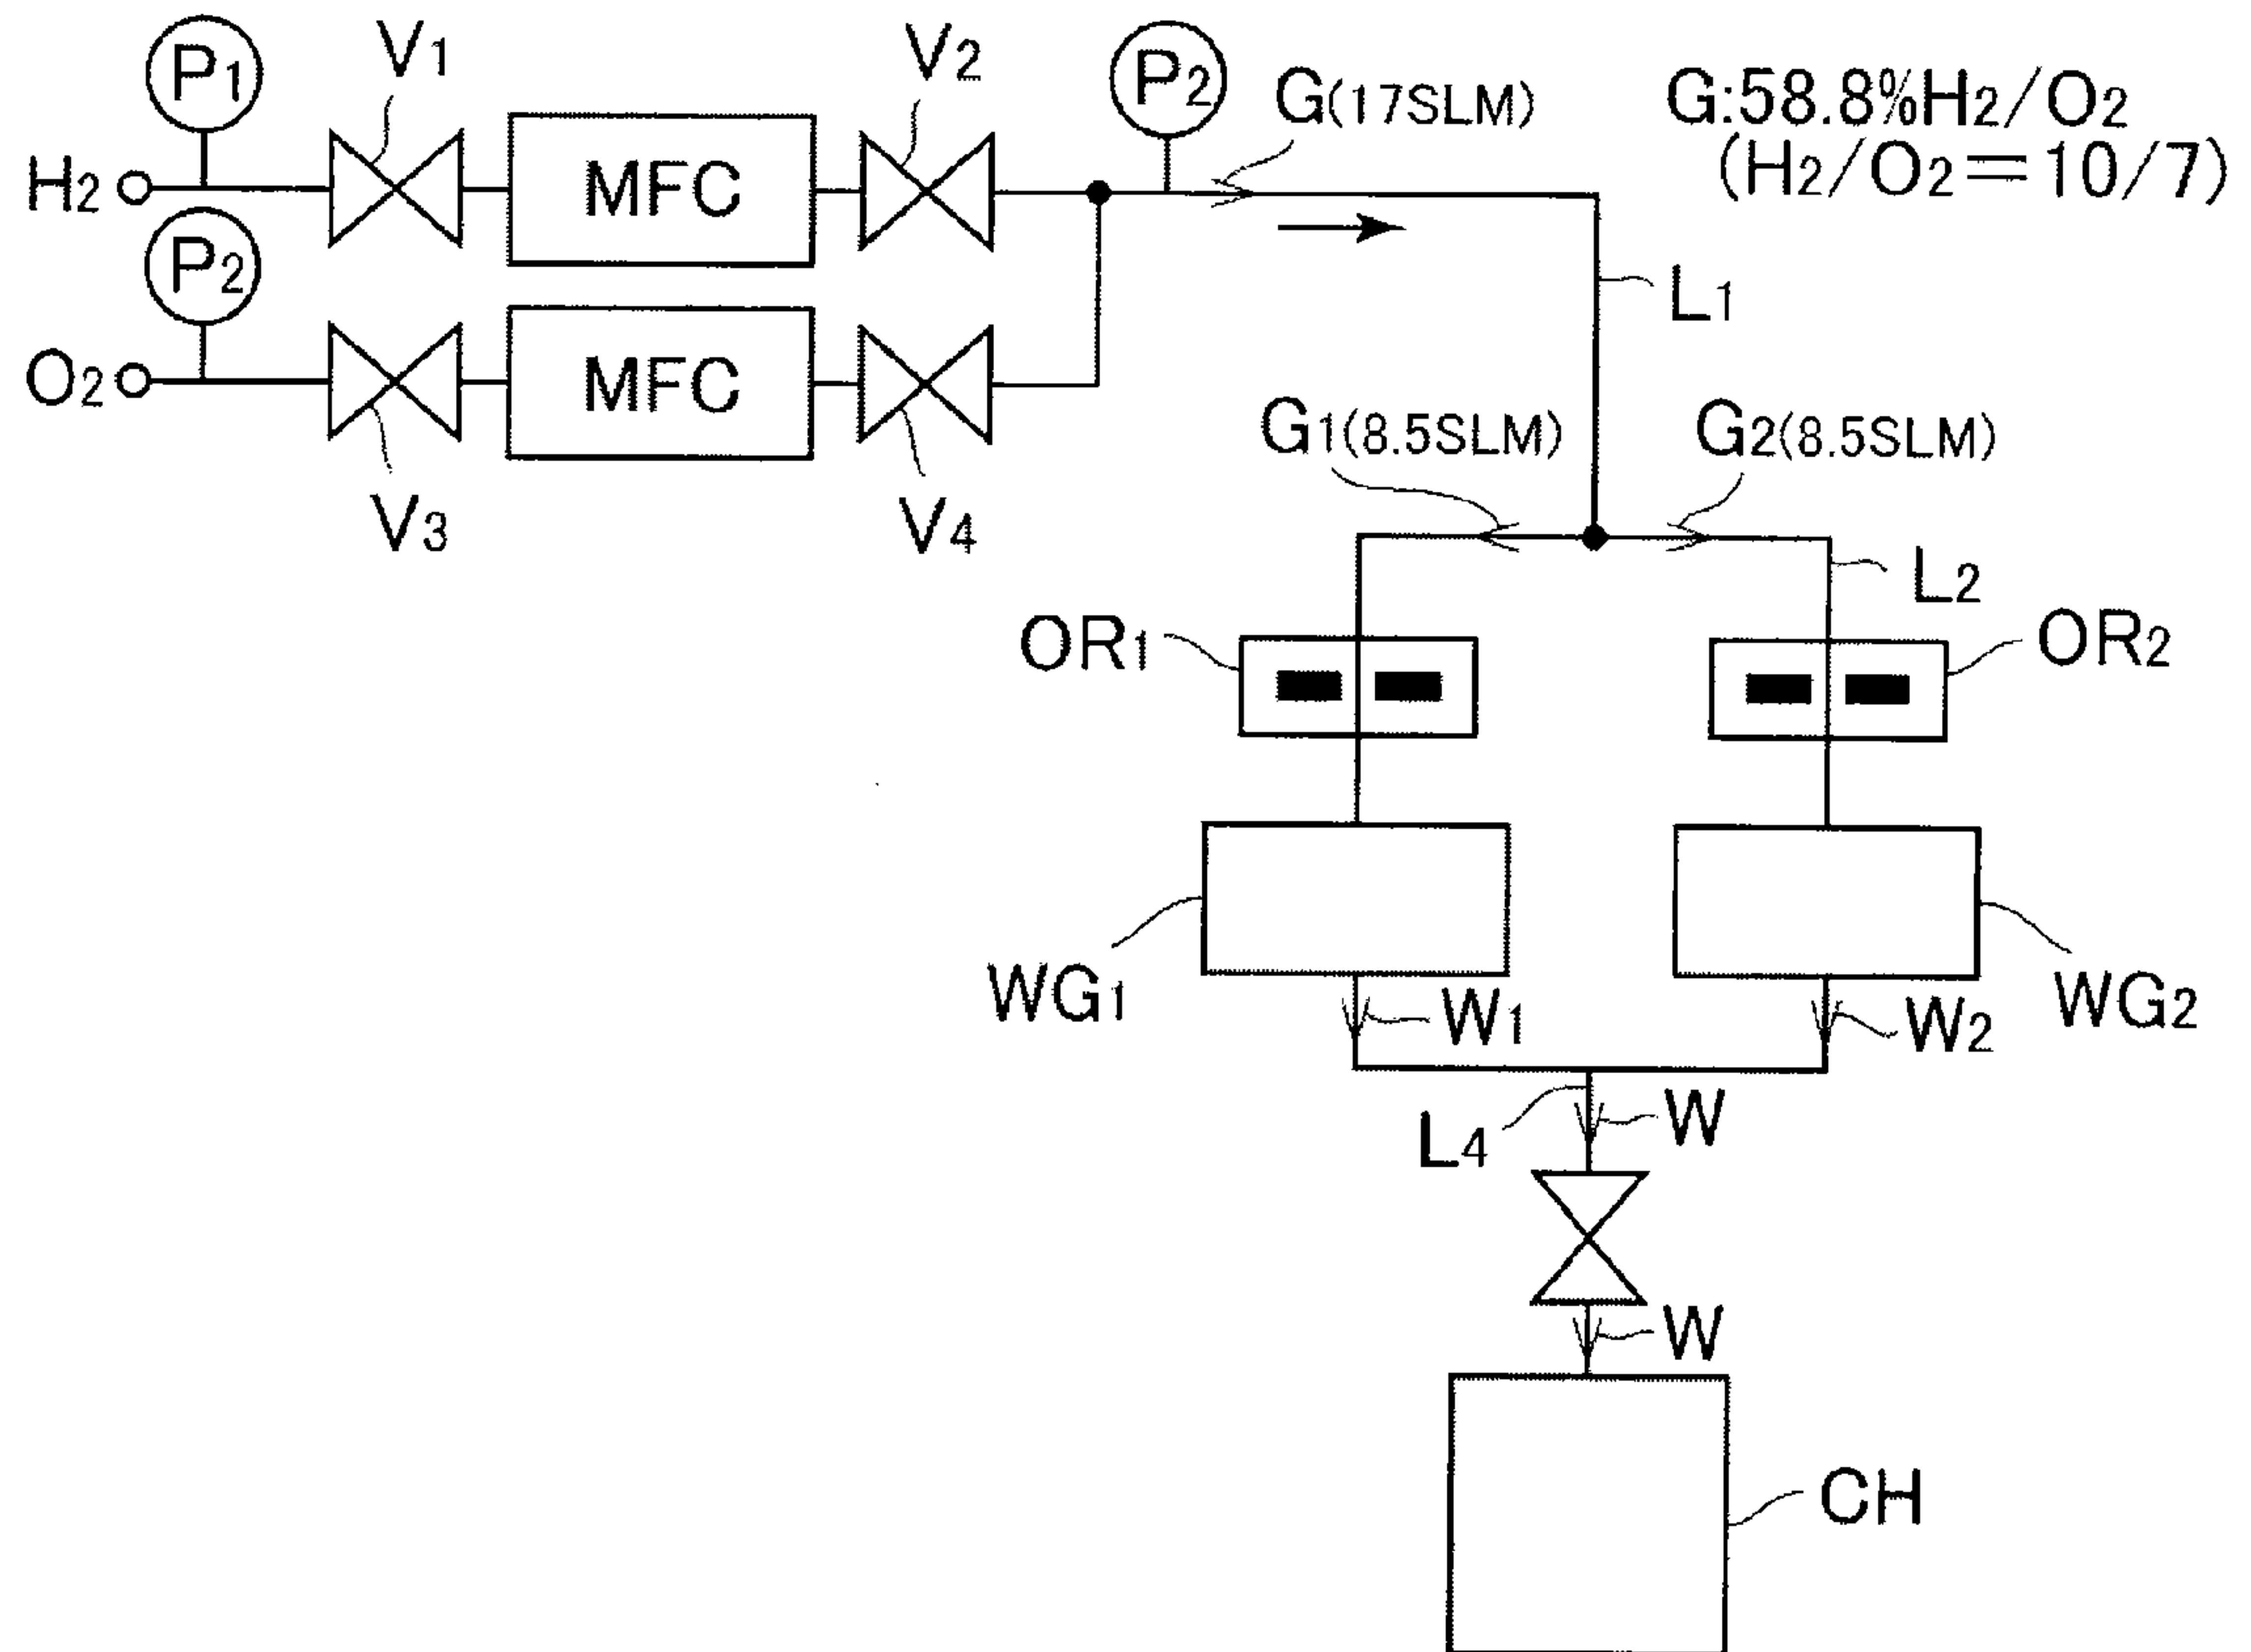 P1
V1
V2
P2
G(17SLM)
G:58.8%H2/O2
(H2/O2=10/7)
H2
MFC
P2
L1
O2
MFC
V3
V4
G1(8.5SLM)
G2(8.5SLM)
L2
OR1
OR2
WG1
WG2
W1
W2
L4
W
W
CH